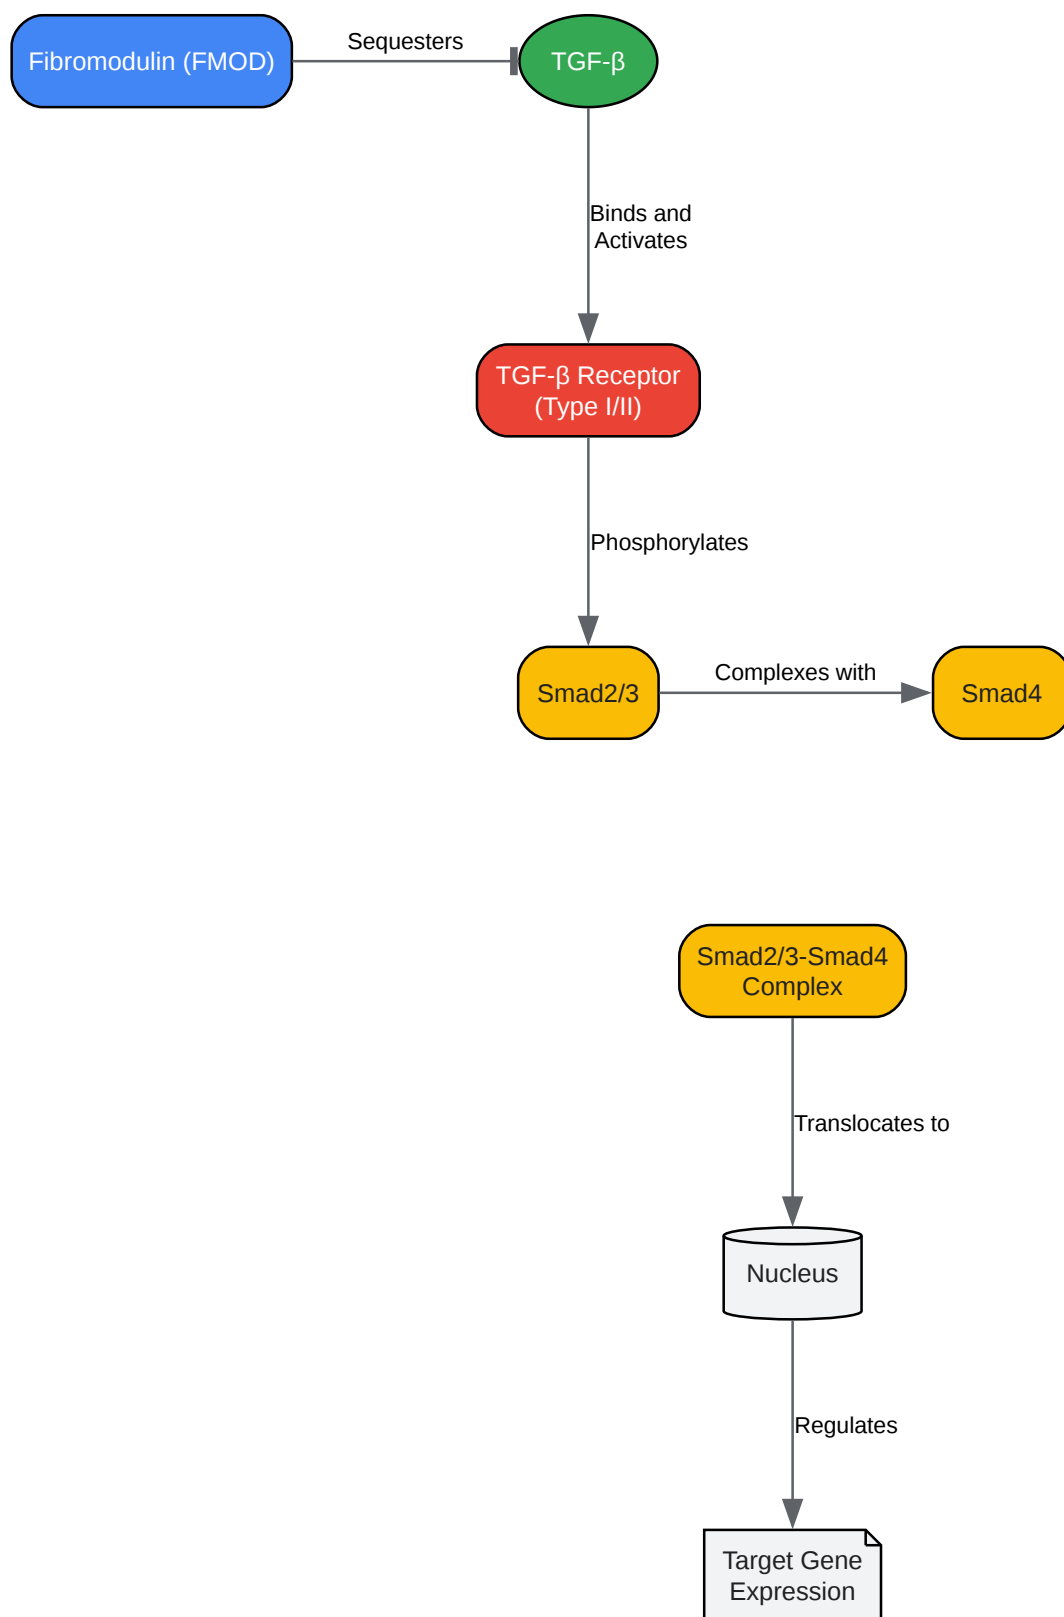 Fibromodulin (FMOD)
Sequesters
TGF-β
Binds and
Activates
TGF-β Receptor
(Type I/II)
Phosphorylates
Smad2/3
Complexes with
Smad4
Smad2/3-Smad4
Complex
Translocates to
Nucleus
Regulates
Target Gene
Expression